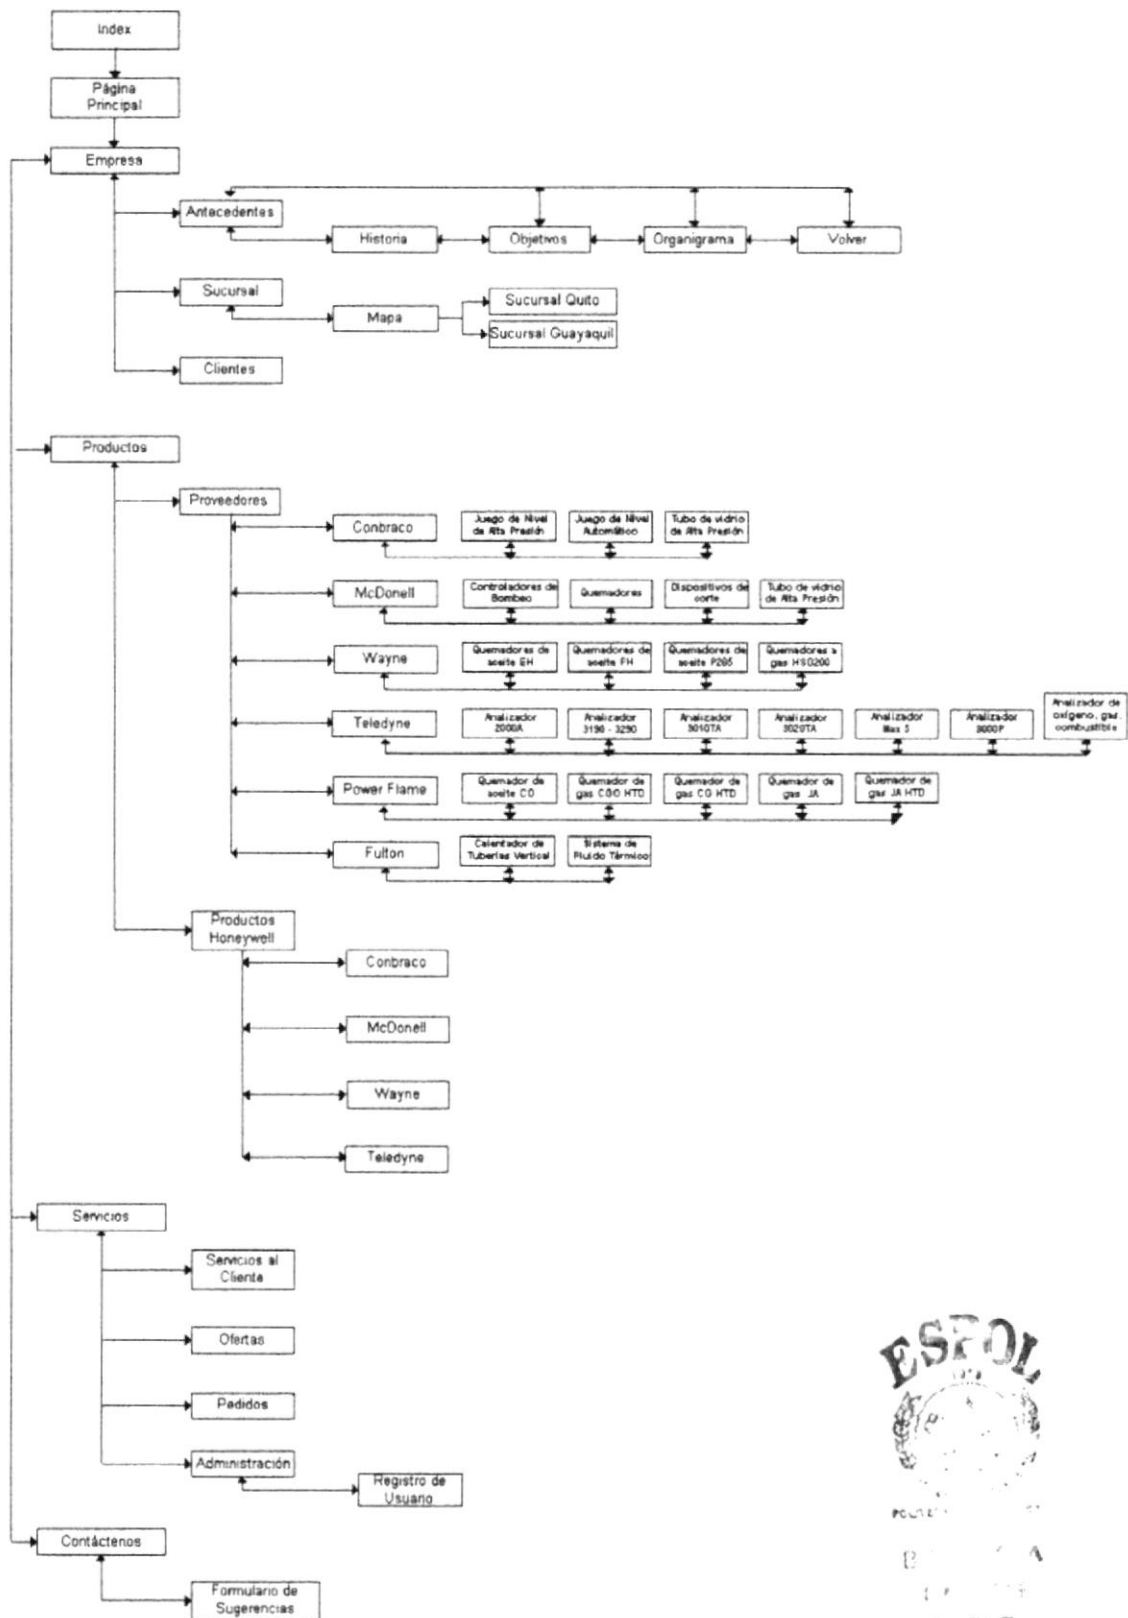 Index
Página
Principal
Empresa
Antecedentes
Historia
Objetivos
Organigrama
Volver
Sucursal
Mapa
Sucursal Quito
Sucursal Guayaquil
Clientes
Productos
Proveedores
Conbraco
Juego de Nivel
de Alta Presión
Juego de Nivel
Automático
Tubo de vidrio
de Alta Presión
McDonell
Controladores de
Bombeo
Quemadores
Dispositivos de
corte
Tubo de vidrio
de Alta Presión
Wayne
Quemadores de
aceite EH
Quemadores de
aceite FH
Quemadores de
aceite P265
Quemadores a
gas HSG200
Teledyne
Analizador
2000A
Analizador
3190 - 3290
Analizador
3010TA
Analizador
3020TA
Analizador
Max 5
Analizador
3000P
Analizador de
oxígeno, gas,
combustible
Power Flame
Quemador de
aceite CO
Quemador de
gas CGO HTD
Quemador de
gas CG HTD
Quemador de
gas JA
Quemador de
gas JA HTD
Fulton
Calentador de
Tuberías Vertical
Sistema de
Fluido Térmico
Productos
Honeywell
Conbraco
McDonell
Wayne
Teledyne
Servicios
Servicios al
Cliente
Ofertas
Pedidos
Administración
Registro de
Usuario
Contáctenos
Formulario de
Sugerencias
ESPOL